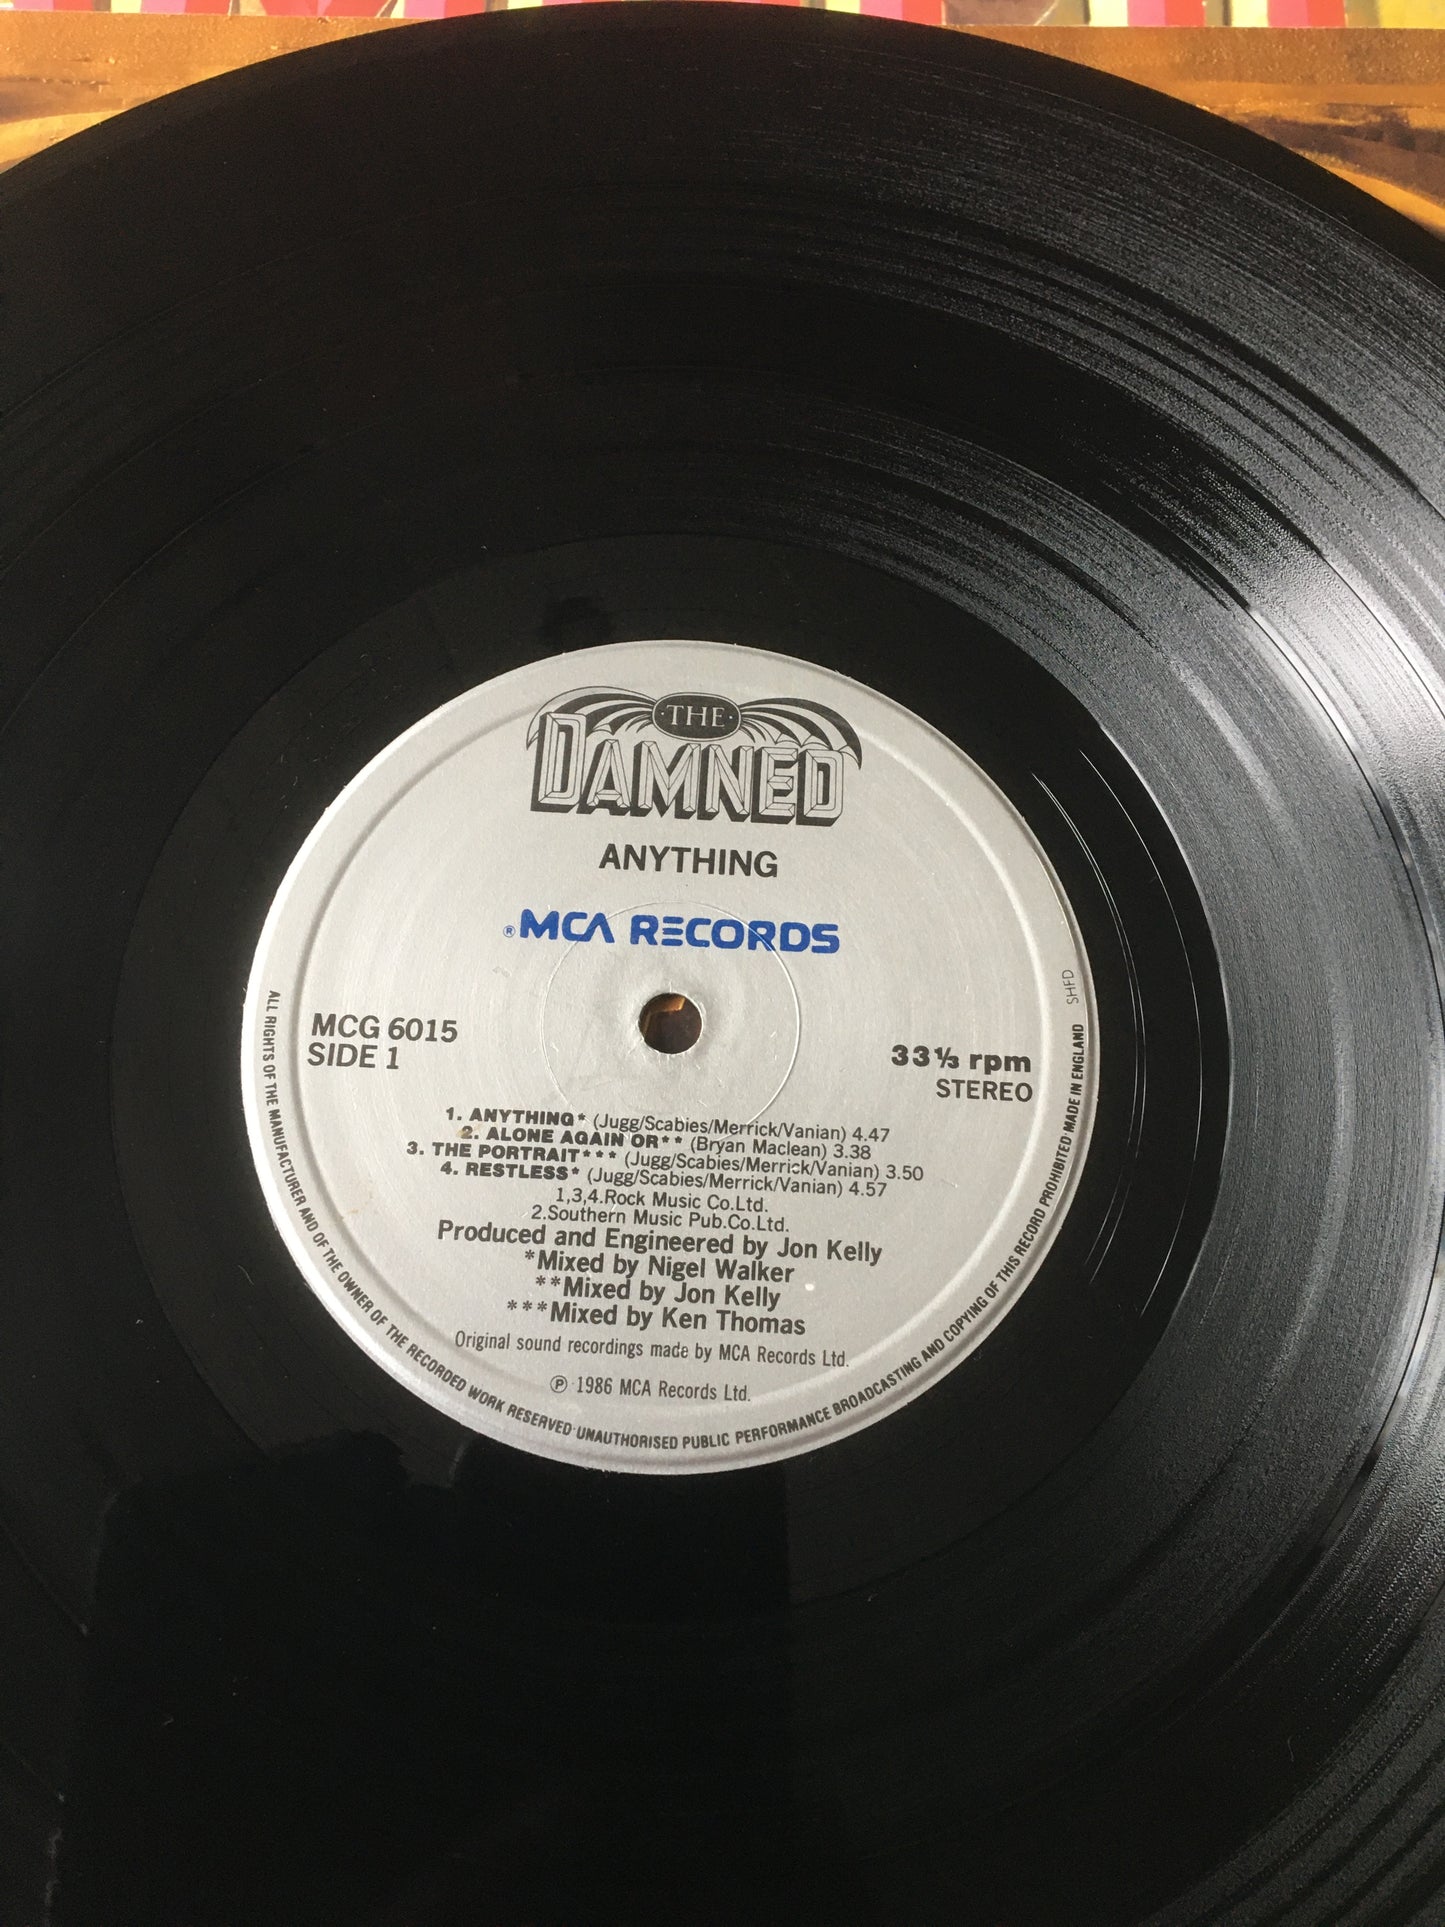 THE
DAMNED
ANYTHING
® MCA RECORDS
MCG 6015
SIDE 1
33⅓ rpm
STEREO
1. ANYTHING* (Jugg/Scabies/Merrick/Vanian) 4.47
2. ALONE AGAIN OR** (Bryan Maclean) 3.38
3. THE PORTRAIT*** (Jugg/Scabies/Merrick/Vanian) 3.50
4. RESTLESS* (Jugg/Scabies/Merrick/Vanian) 4.57
1,3,4.Rock Music Co.Ltd.
2.Southern Music Pub.Co.Ltd.
Produced and Engineered by Jon Kelly
*Mixed by Nigel Walker
**Mixed by Jon Kelly
***Mixed by Ken Thomas
Original sound recordings made by MCA Records Ltd.
℗ 1986 MCA Records Ltd.
ALL RIGHTS OF THE MANUFACTURER AND OF THE OWNER OF THE RECORDED WORK RESERVED·UNAUTHORISED PUBLIC PERFORMANCE BROADCASTING AND COPYING OF THIS RECORD PROHIBITED·MADE IN ENGLAND
SHFD